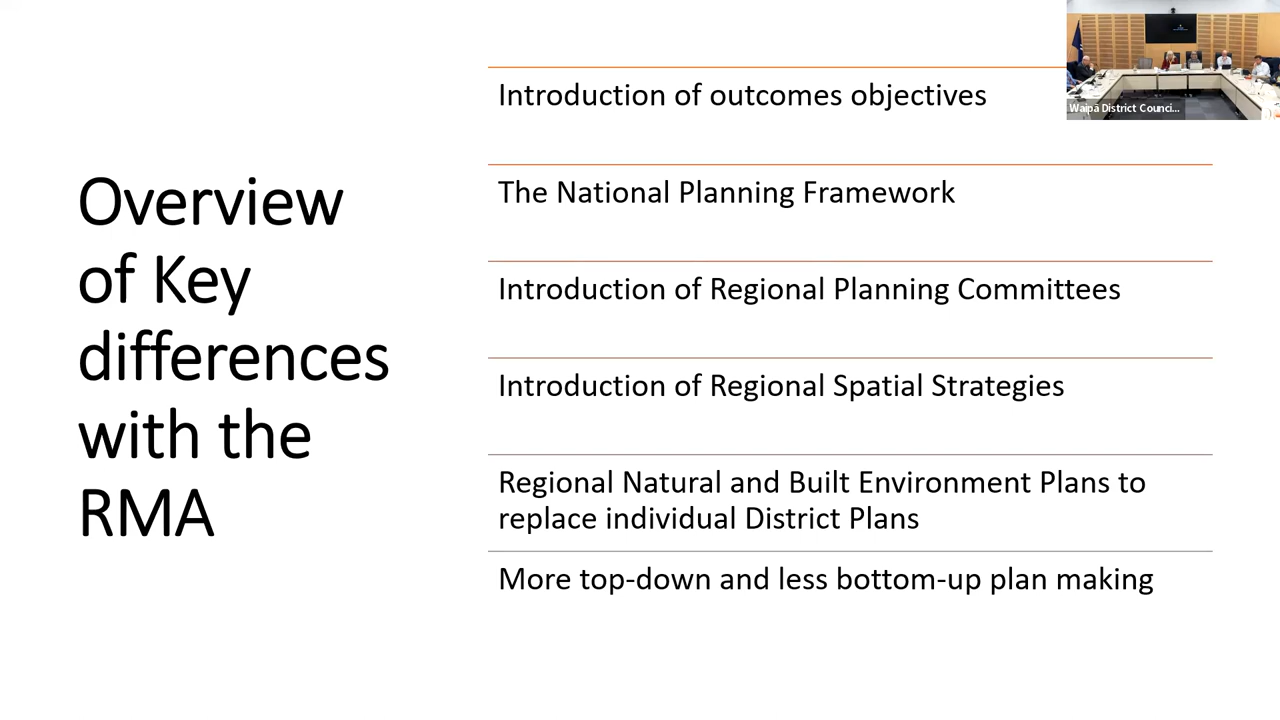 Overview
of Key
differences
with the
RMA
Introduction of outcomes objectives
The National Planning Framework
Introduction of Regional Planning Committees
Introduction of Regional Spatial Strategies
Regional Natural and Built Environment Plans to
replace individual District Plans
More top-down and less bottom-up plan making
Waipā District Counci...